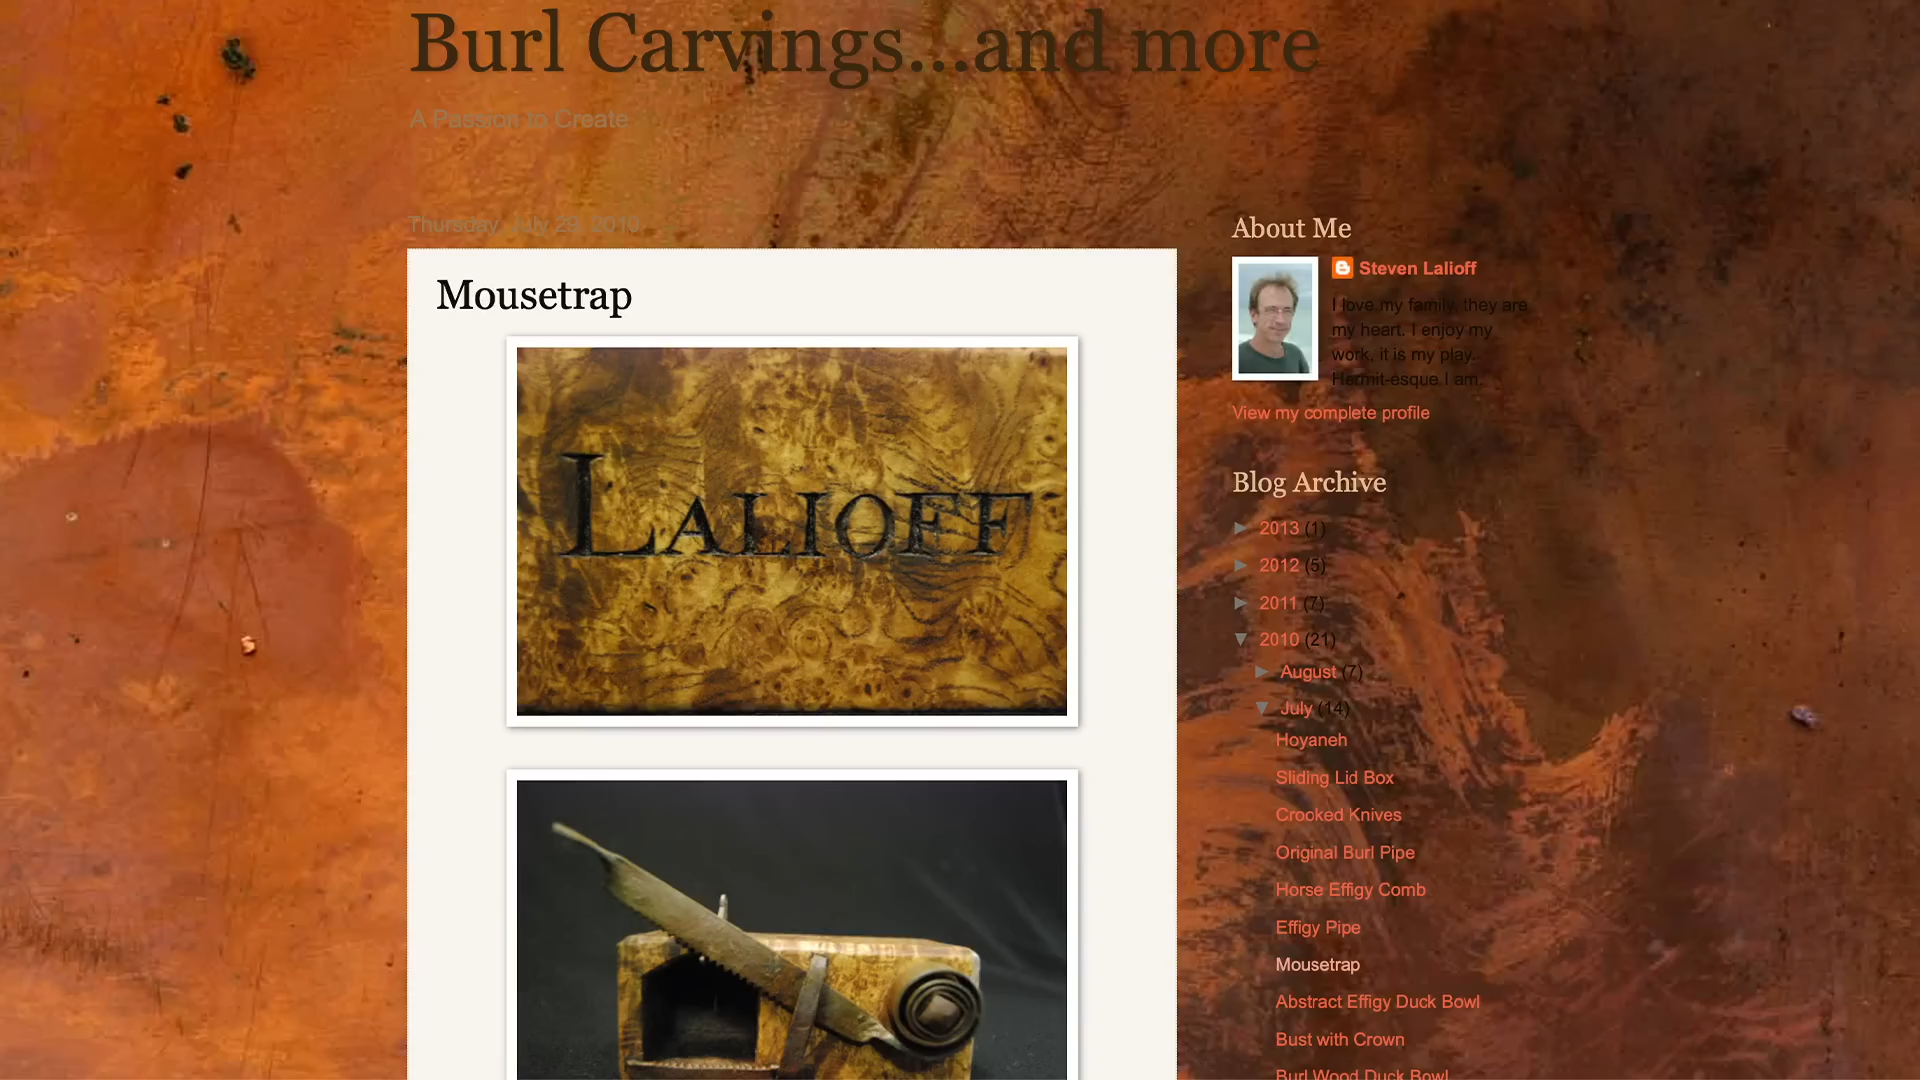 Burl Carvings...and more
A Passion to Create
Thursday, July 29, 2010
Mousetrap
LALIOFF
About Me
Steven Lalioff
I love my family, they are
my heart. I enjoy my
work, it is my play.
Hermit-esque I am.
View my complete profile
Blog Archive
► 2013 (1)
► 2012 (5)
► 2011 (7)
▼ 2010 (21)
► August (7)
▼ July (14)
Hoyaneh
Sliding Lid Box
Crooked Knives
Original Burl Pipe
Horse Effigy Comb
Effigy Pipe
Mousetrap
Abstract Effigy Duck Bowl
Bust with Crown
Burl Wood Duck Bowl